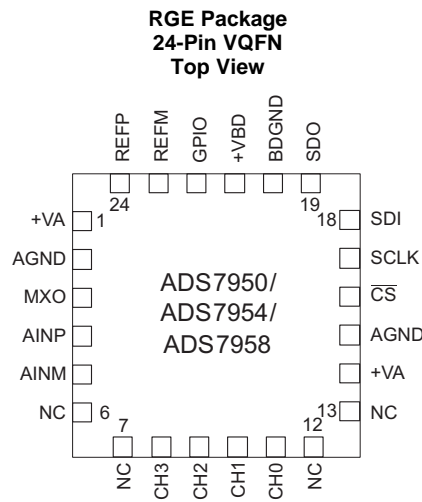 RGE Package
24-Pin VQFN
Top View
REFP
REFM
GPIO
+VBD
BDGND
SDO
24
19
+VA
1
18
SDI
AGND
SCLK
MXO
CS
AINP
AGND
AINM
+VA
NC
6
13
NC
ADS7950/
ADS7954/
ADS7958
7
12
NC
CH3
CH2
CH1
CH0
NC